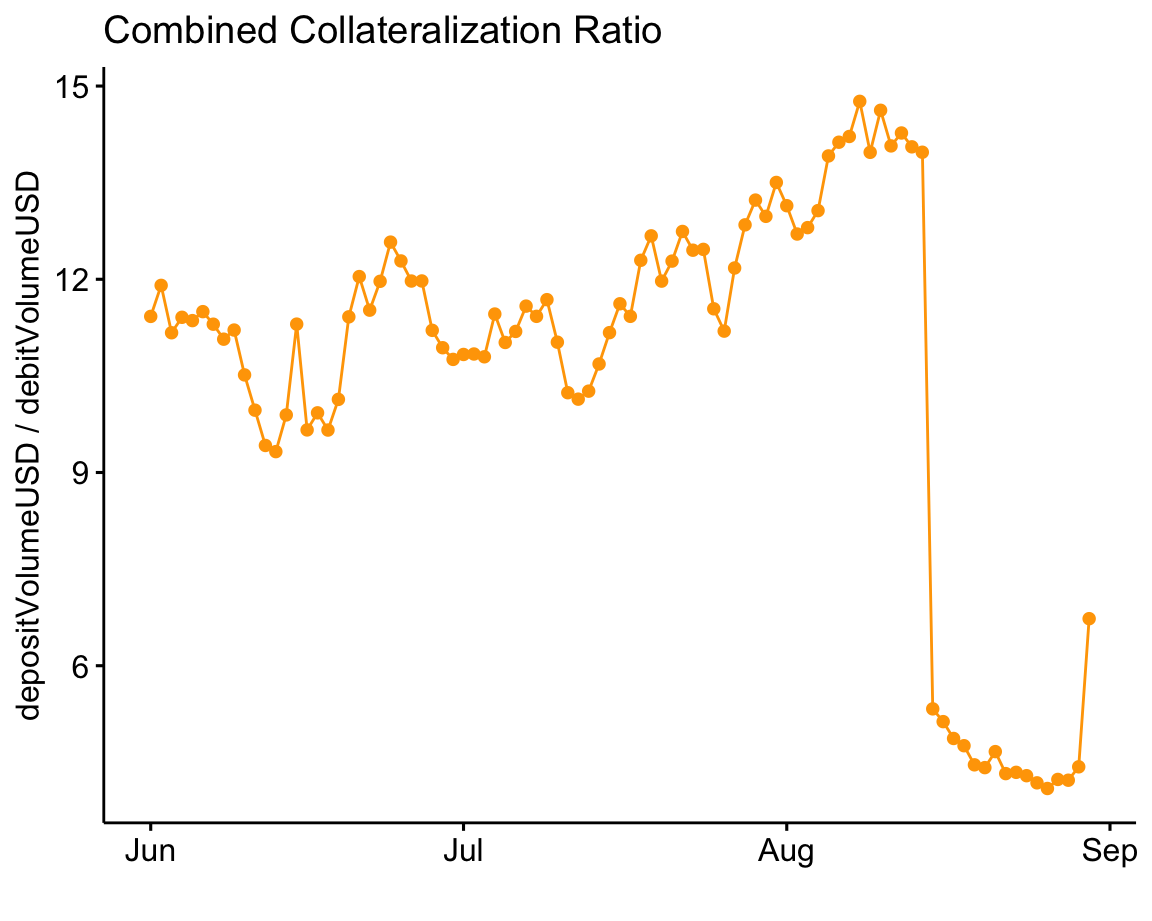 Combined Collateralization Ratio
depositVolumeUSD / debitVolumeUSD
15
12
9
6
Jun
Jul
Aug
Sep